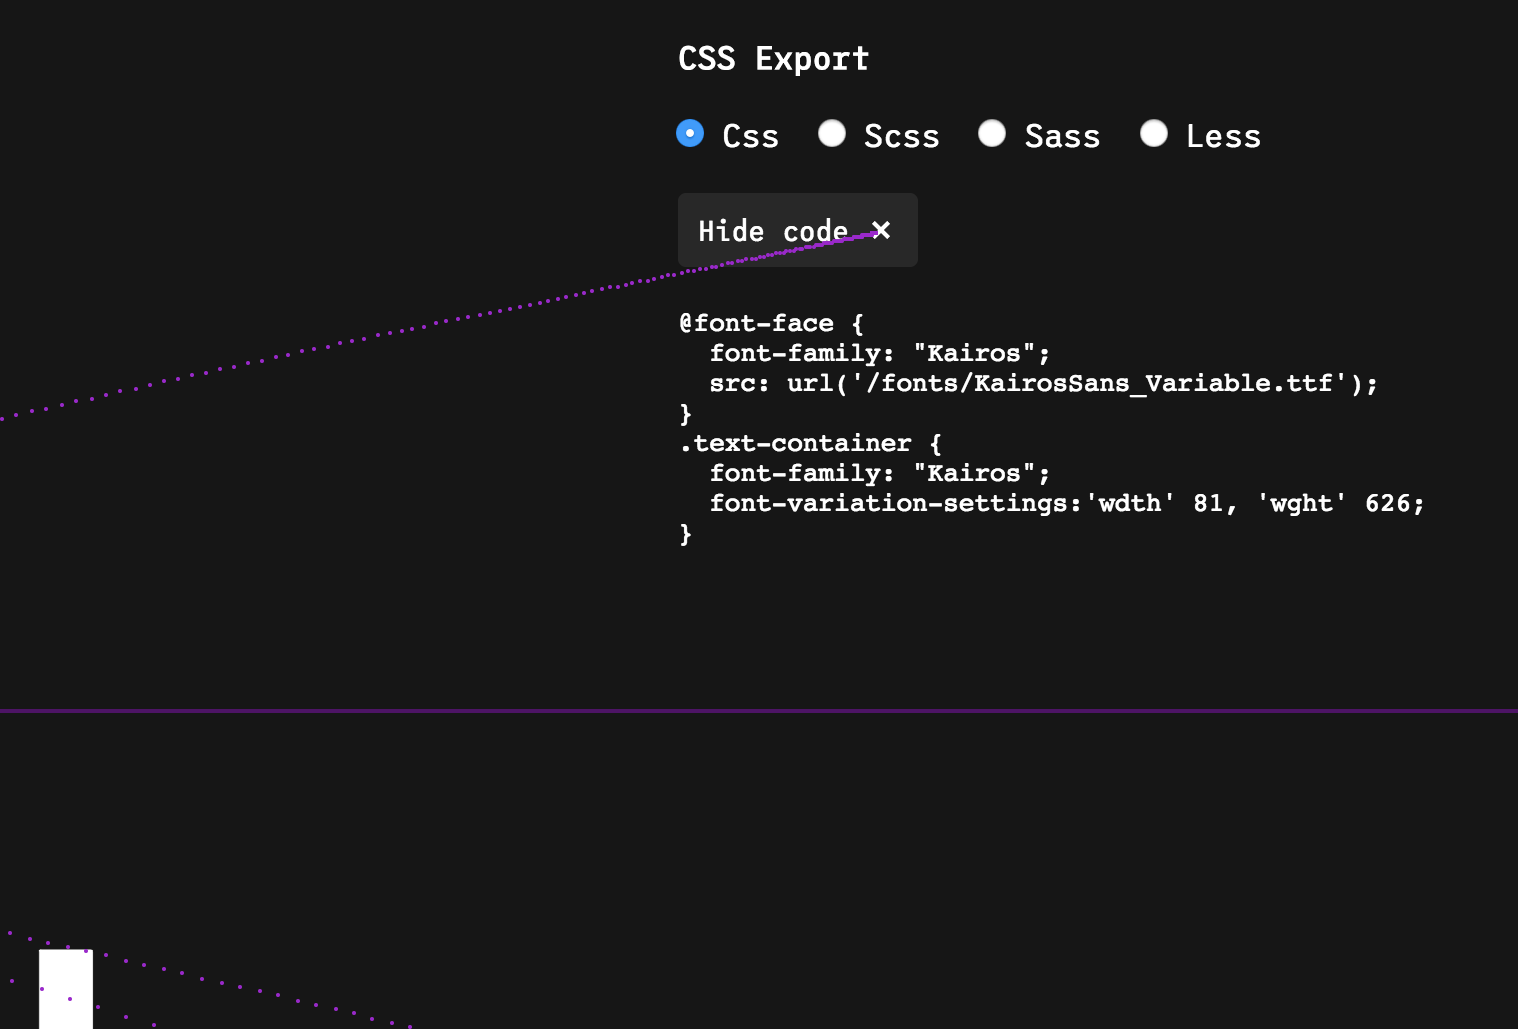 CSS Export
Css Scss Sass Less
Hide code ✕
@font-face {
  font-family: "Kairos";
  src: url('/fonts/KairosSans_Variable.ttf');
}
.text-container {
  font-family: "Kairos";
  font-variation-settings:'wdth' 81, 'wght' 626;
}